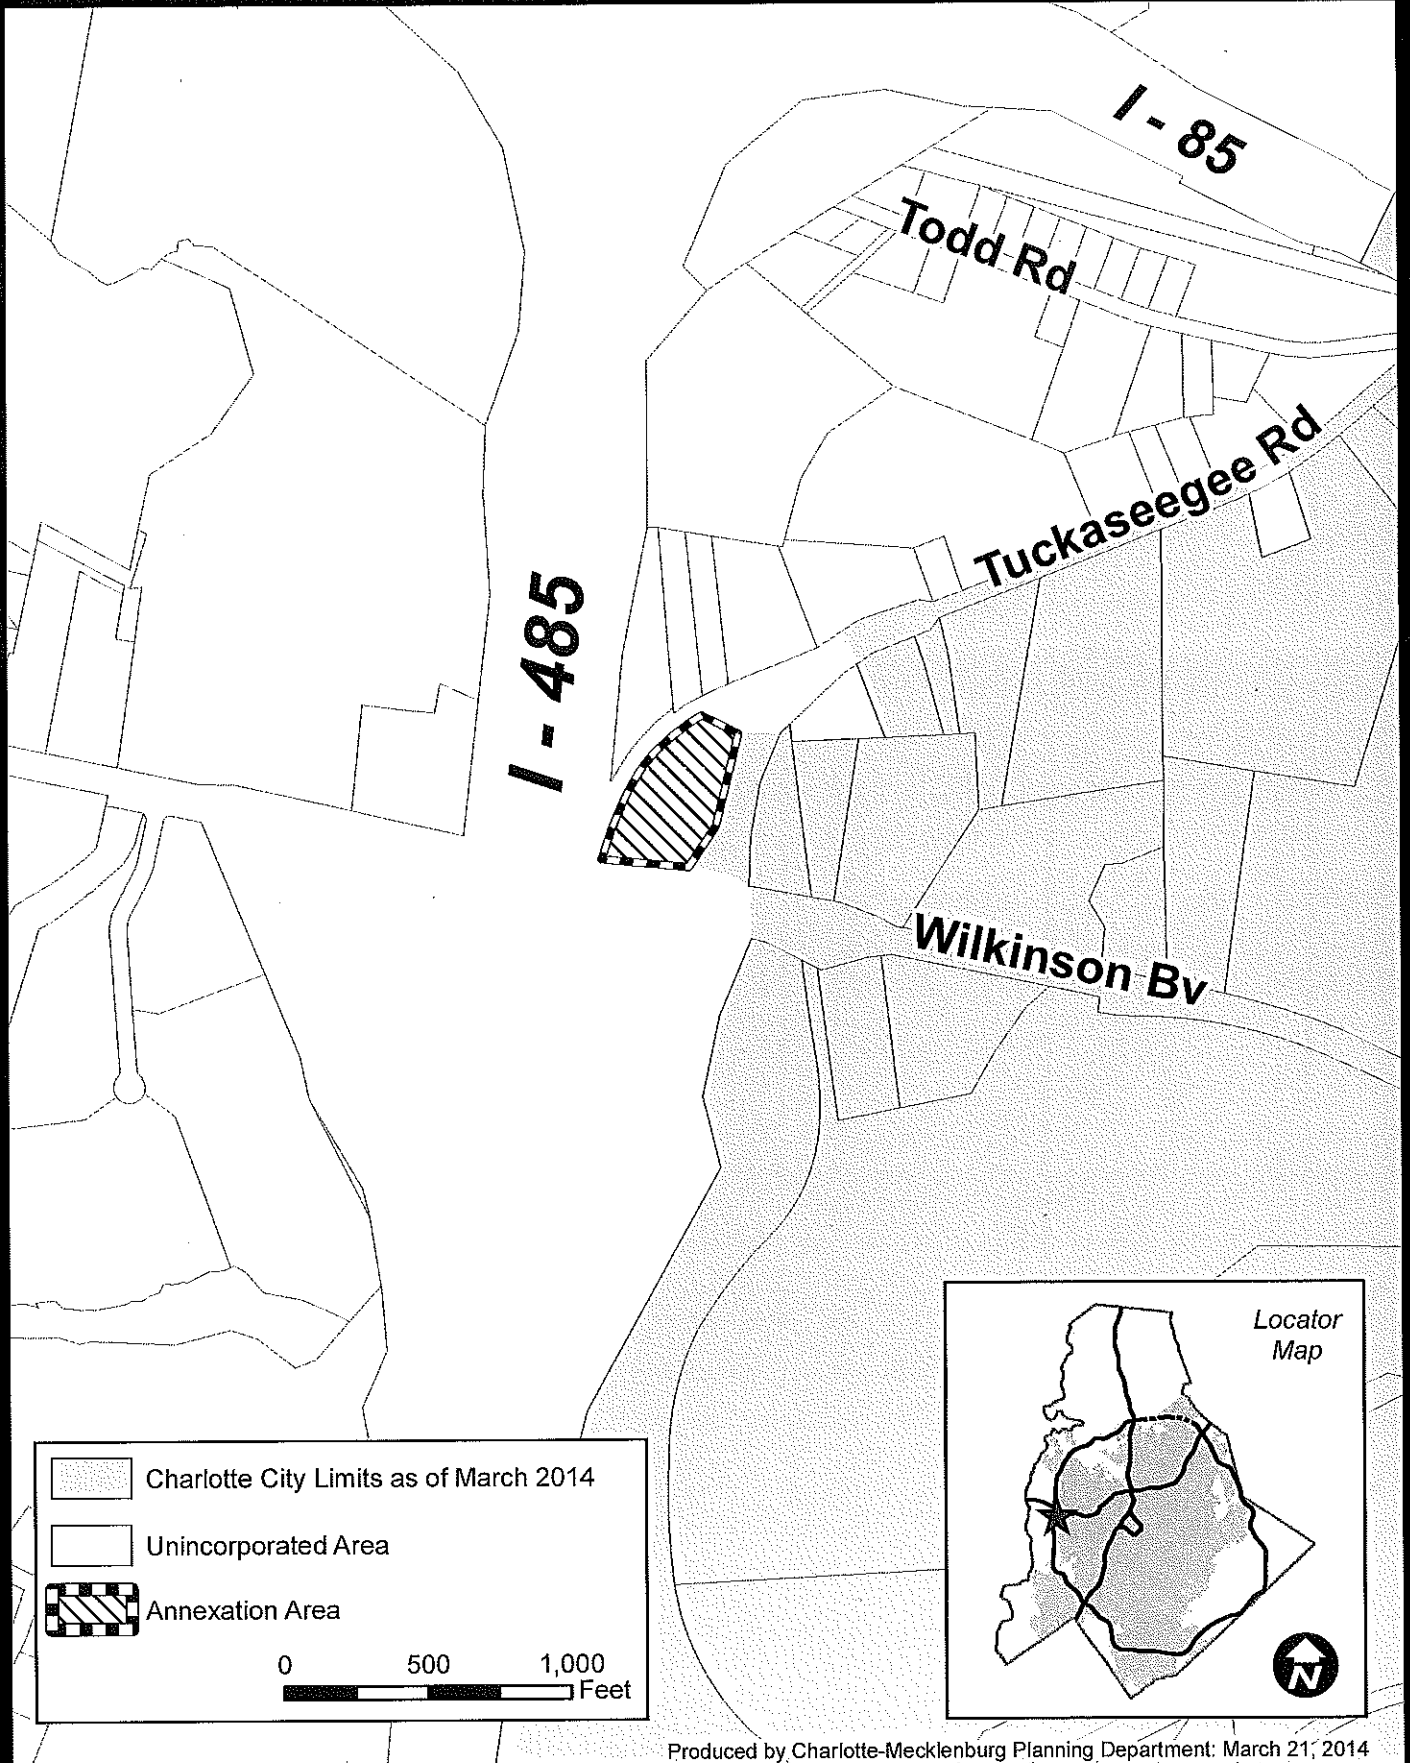 I - 85
Todd Rd
Tuckaseegee Rd
I - 485
Wilkinson Bv
Locator
Map
Charlotte City Limits as of March 2014
Unincorporated Area
Annexation Area
0 500 1,000
Feet
N
Produced by Charlotte-Mecklenburg Planning Department: March 21, 2014